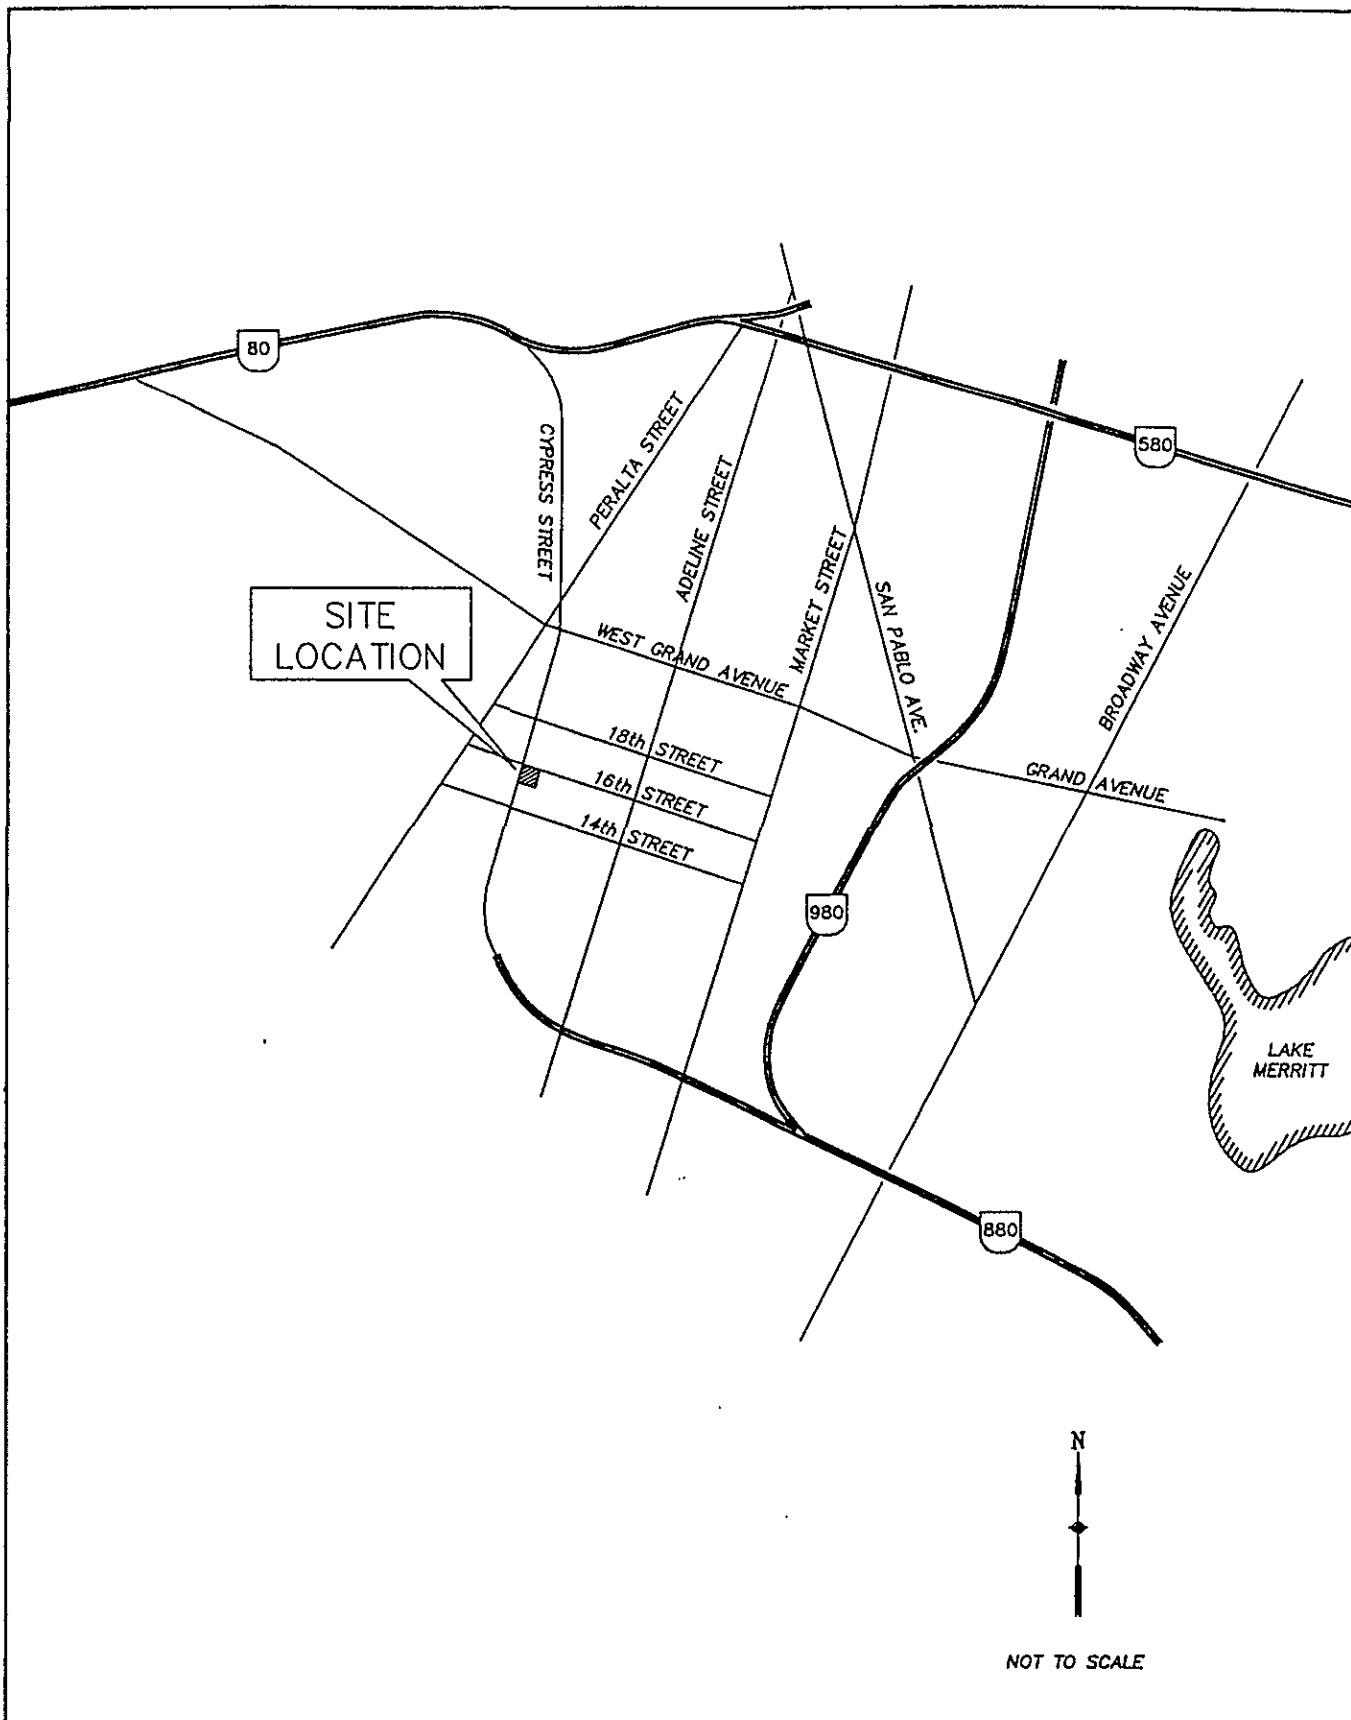 80
580
CYPRESS STREET
PERALTA STREET
ADELINE STREET
MARKET STREET
SAN PABLO AVE.
BROADWAY AVENUE
SITE
LOCATION
WEST GRAND AVENUE
GRAND AVENUE
18th STREET
16th STREET
14th STREET
980
LAKE
MERRITT
880
N
NOT TO SCALE